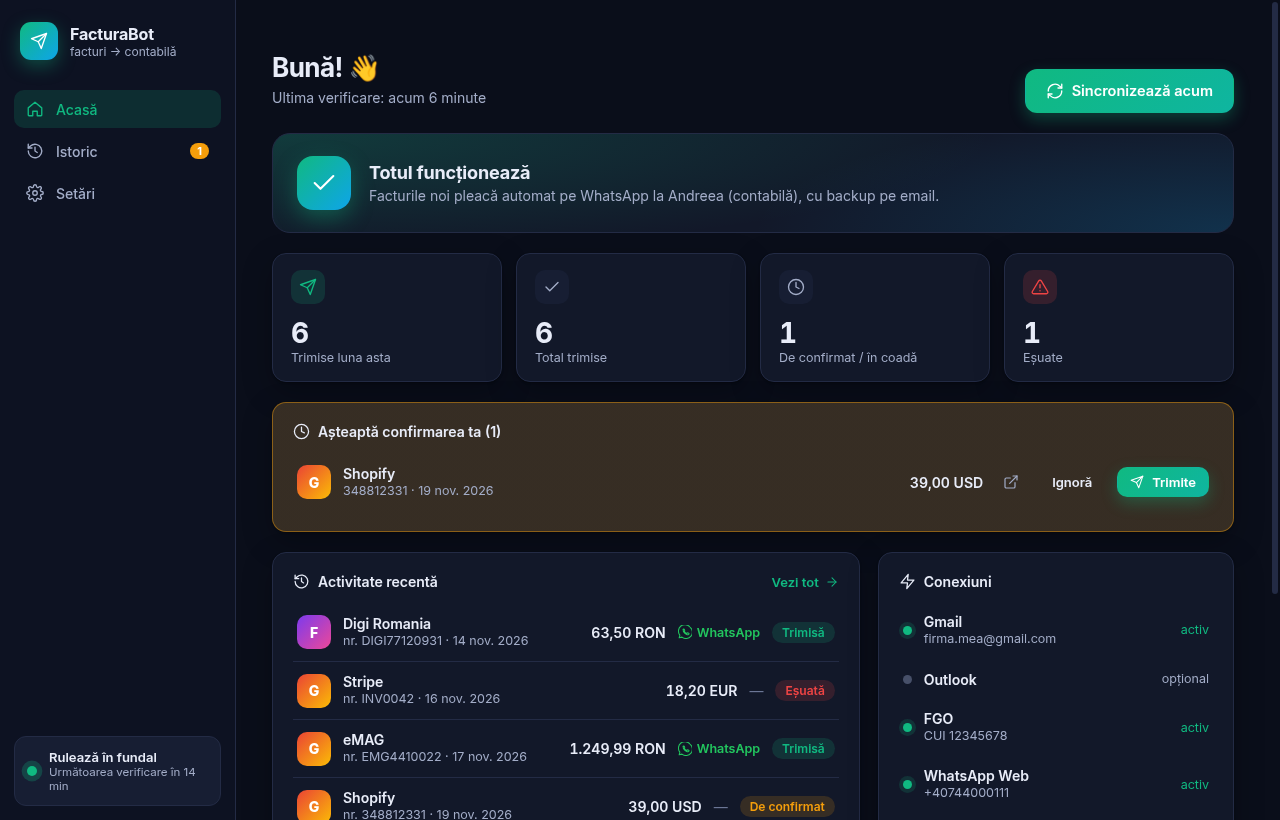 FacturaBot
facturi → contabilă
Acasă
Istoric 1
Setări
Rulează în fundal
Următoarea verificare în 14
min
Bună! 👋
Ultima verificare: acum 6 minute
Sincronizează acum
Totul funcționează
Facturile noi pleacă automat pe WhatsApp la Andreea (contabilă), cu backup pe email.
6
Trimise luna asta
6
Total trimise
1
De confirmat / în coadă
1
Eșuate
Așteaptă confirmarea ta (1)
G
Shopify
348812331 · 19 nov. 2026
39,00 USD
Ignoră
Trimite
Activitate recentă
Vezi tot →
F
Digi Romania
nr. DIGI77120931 · 14 nov. 2026
63,50 RON
WhatsApp
Trimisă
G
Stripe
nr. INV0042 · 16 nov. 2026
18,20 EUR
—
Eșuată
G
eMAG
nr. EMG4410022 · 17 nov. 2026
1.249,99 RON
WhatsApp
Trimisă
G
Shopify
nr. 348812331 · 19 nov. 2026
39,00 USD
—
De confirmat
Conexiuni
Gmail
firma.mea@gmail.com
activ
Outlook
opțional
FGO
CUI 12345678
activ
WhatsApp Web
+40744000111
activ